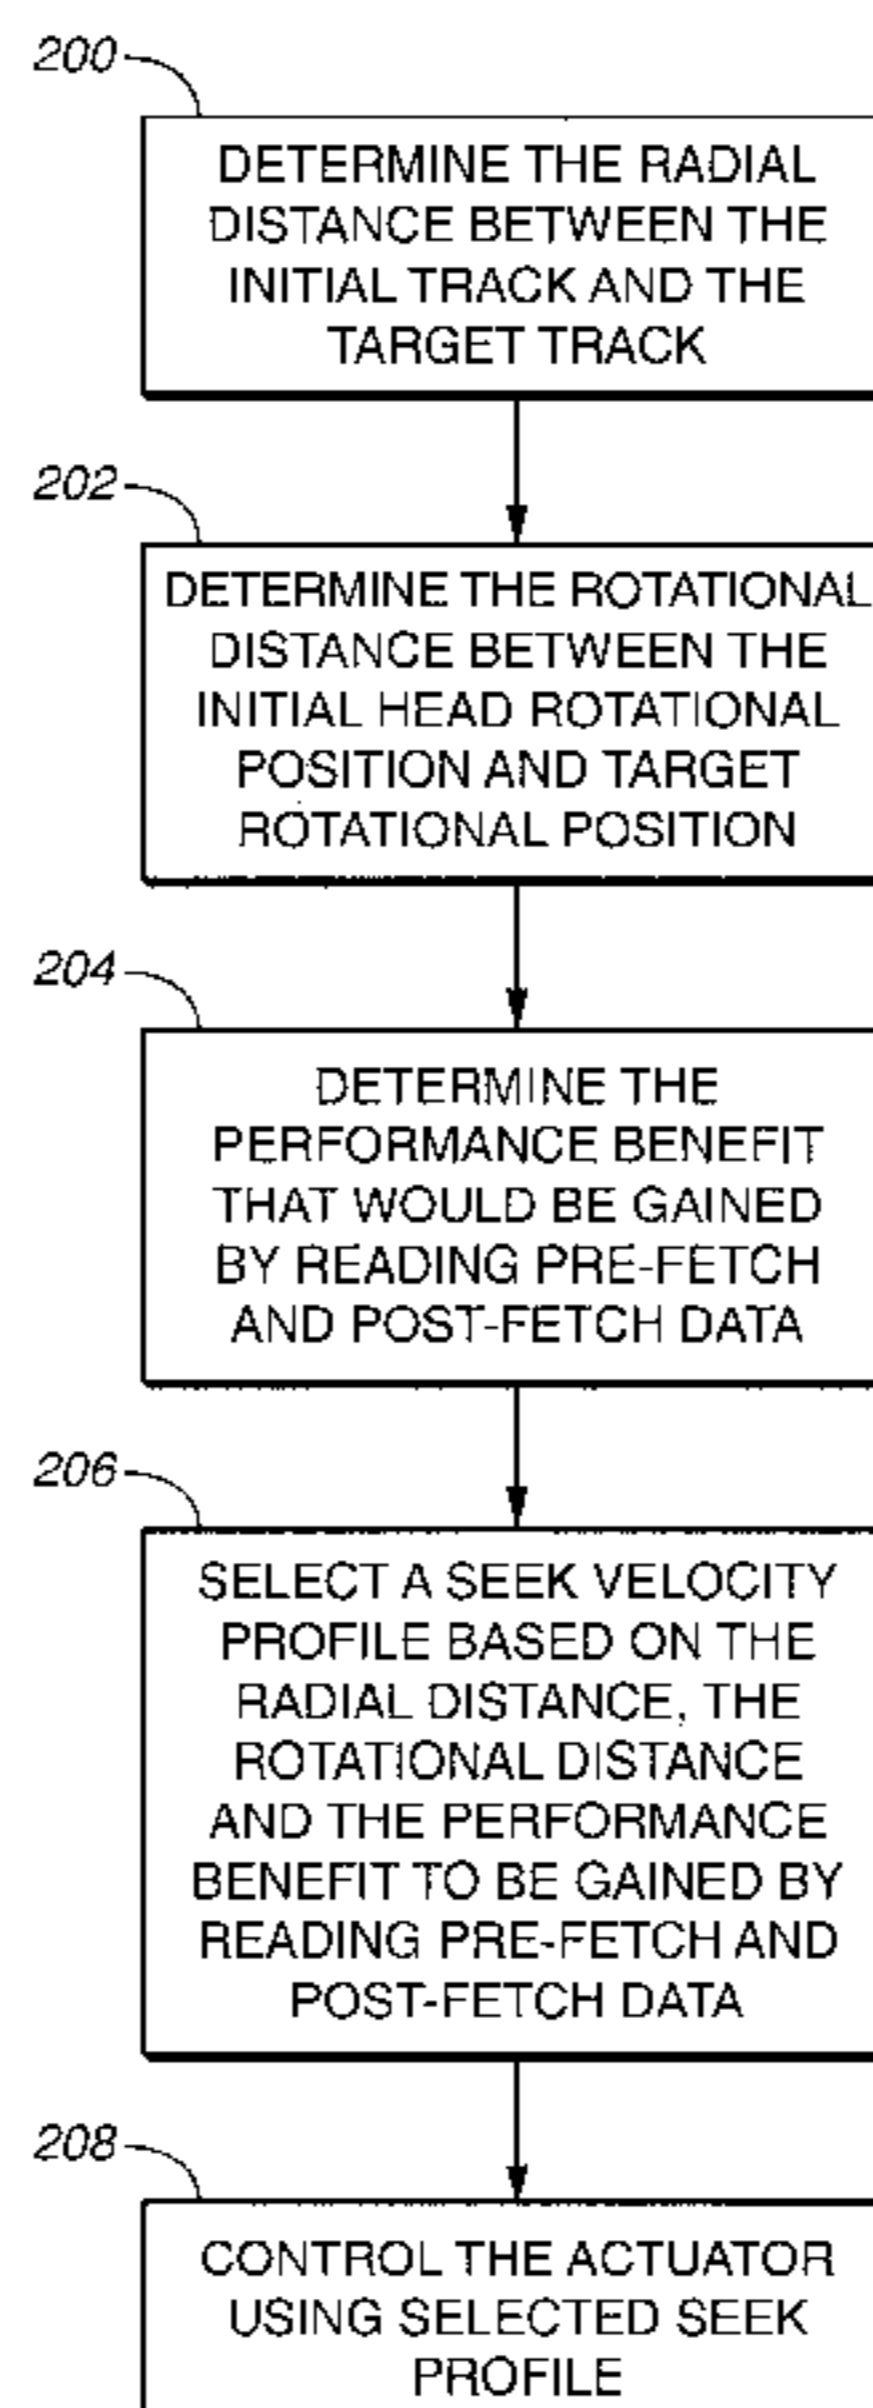 200
DETERMINE THE RADIAL
DISTANCE BETWEEN THE
INITIAL TRACK AND THE
TARGET TRACK
202
DETERMINE THE ROTATIONAL
DISTANCE BETWEEN THE
INITIAL HEAD ROTATIONAL
POSITION AND TARGET
ROTATIONAL POSITION
204
DETERMINE THE
PERFORMANCE BENEFIT
THAT WOULD BE GAINED
BY READING PRE-FETCH
AND POST-FETCH DATA
206
SELECT A SEEK VELOCITY
PROFILE BASED ON THE
RADIAL DISTANCE, THE
ROTATIONAL DISTANCE
AND THE PERFORMANCE
BENEFIT TO BE GAINED BY
READING PRE-FETCH AND
POST-FETCH DATA
208
CONTROL THE ACTUATOR
USING SELECTED SEEK
PROFILE